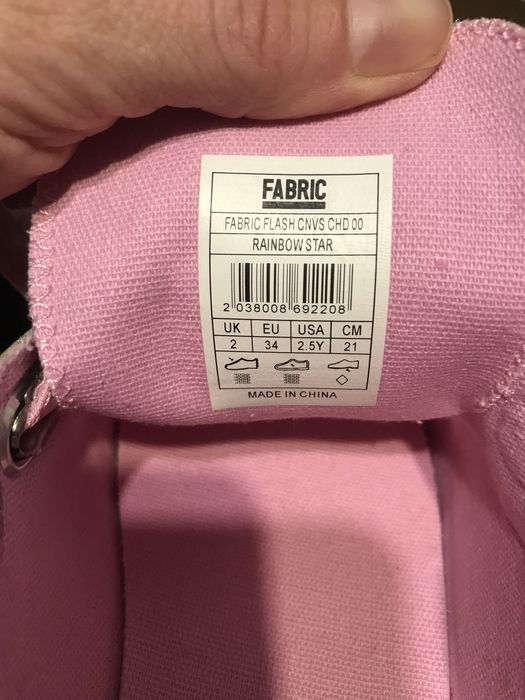 FABRIC
FABRIC FLASH CNVS CHD 00
RAINBOW STAR
2 038008 692208
UK EU USA CM
2 34 2.5Y 21
MADE IN CHINA